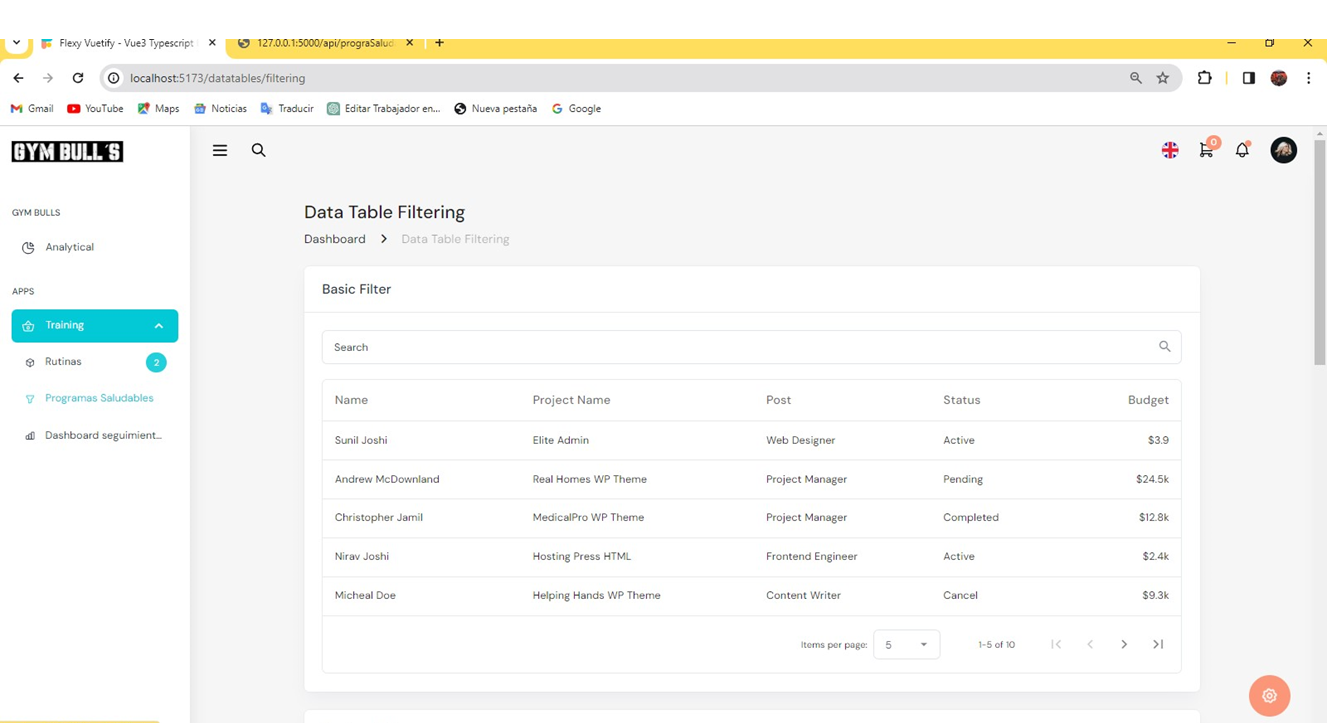 Flexy Vuetify - Vue3 Typescript
127.0.0.1:5000/api/prograSalud
localhost:5173/datatables/filtering
Gmail YouTube Maps Noticias Traducir Editar Trabajador en... Nueva pestaña Google
GYM BULL´S
0
GYM BULLS
Analytical
APPS
Training
Rutinas 2
Programas Saludables
Dashboard seguimient...
Data Table Filtering
Dashboard > Data Table Filtering
Basic Filter
Search
Name Project Name Post Status Budget
Sunil Joshi Elite Admin Web Designer Active $3.9
Andrew McDownland Real Homes WP Theme Project Manager Pending $24.5k
Christopher Jamil MedicalPro WP Theme Project Manager Completed $12.8k
Nirav Joshi Hosting Press HTML Frontend Engineer Active $2.4k
Micheal Doe Helping Hands WP Theme Content Writer Cancel $9.3k
Items per page: 5 1-5 of 10